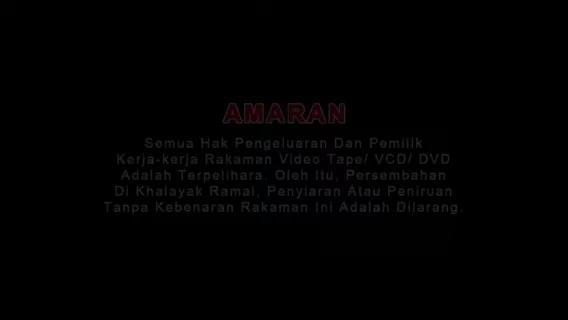 AMARAN
Semua Hak Pengeluaran Dan Pemilik
Kerja-kerja Rakaman Video Tape/ VCD/ DVD
Adalah Terpelihara. Oleh Itu, Persembahan
Di Khalayak Ramai, Penyiaran Atau Peniruan
Tanpa Kebenaran Rakaman Ini Adalah Dilarang.